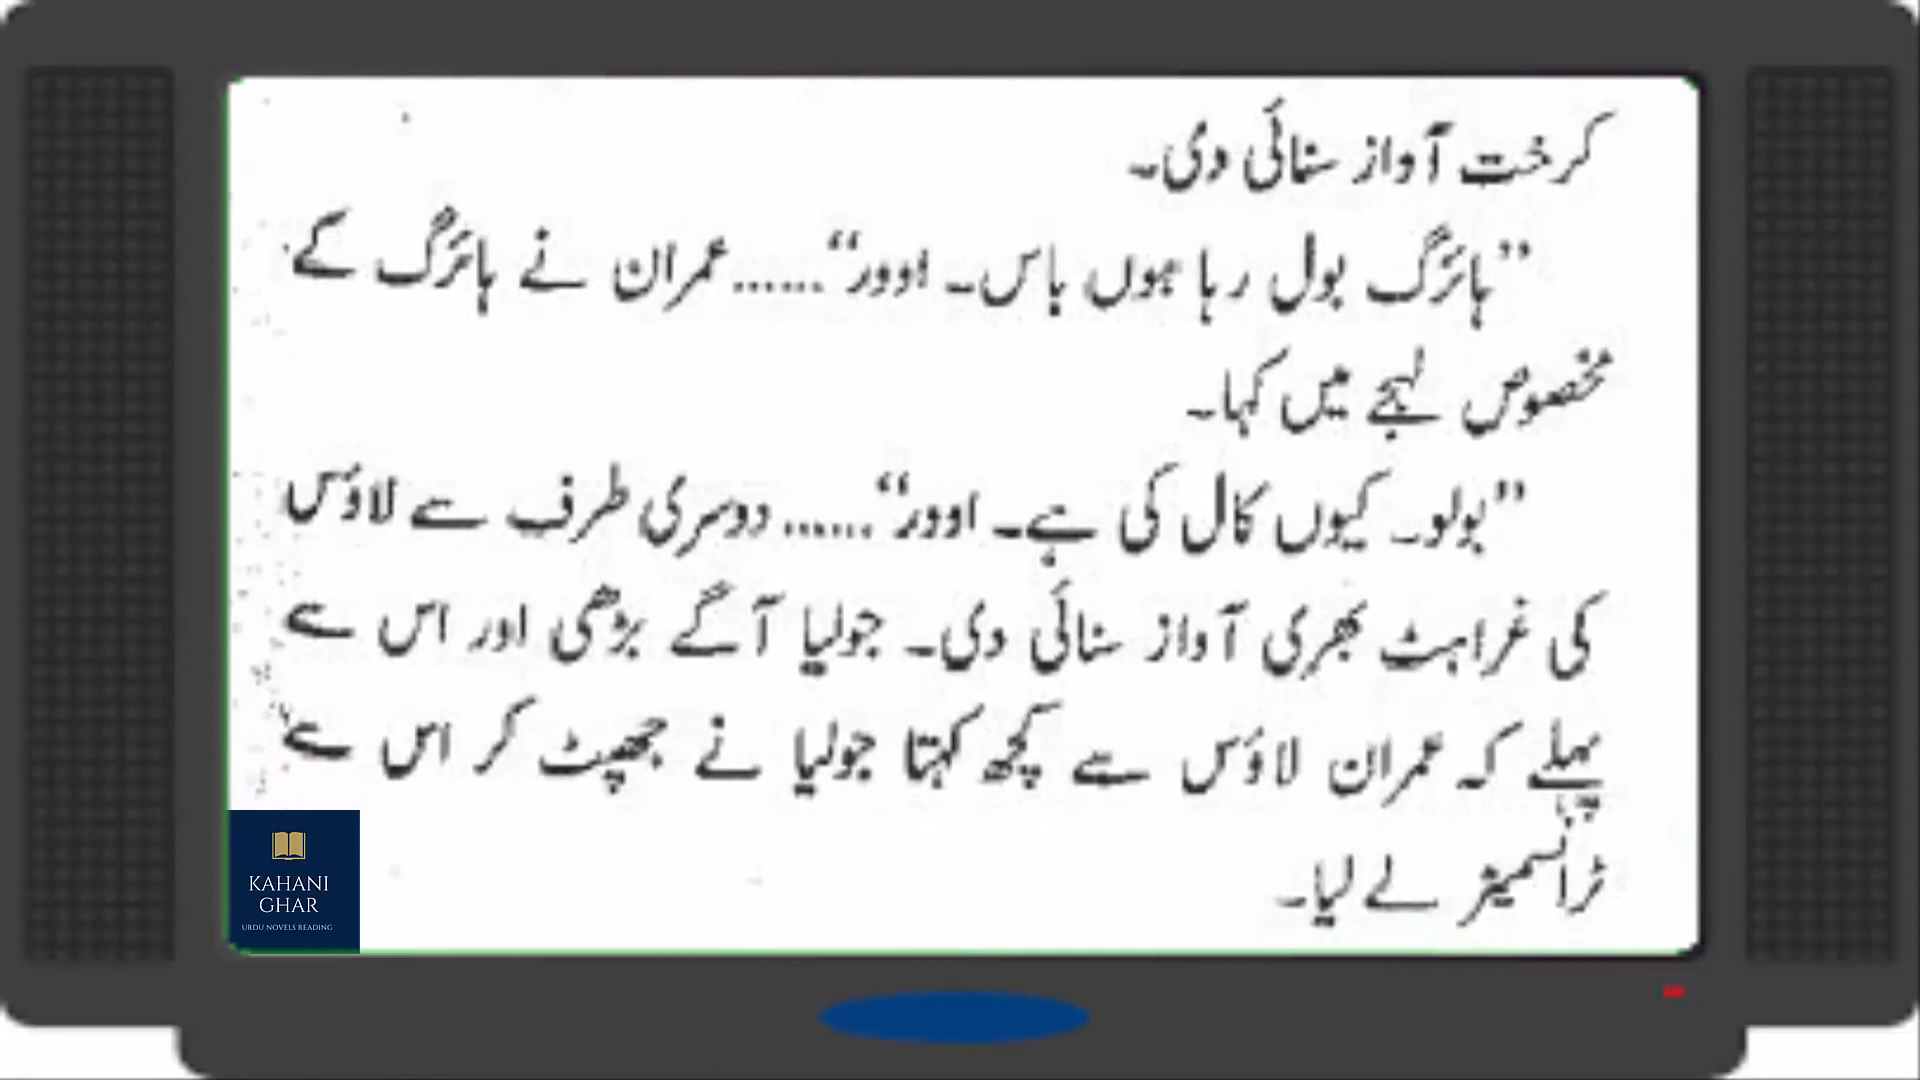 کرخت آواز سنائی دی۔
”ہائرگ بول رہا ہوں باس۔ اوور“......عمران نے ہائرگ کے
مخصوص لہجے میں کہا۔
”بولو۔ کیوں کال کی ہے۔ اوور“...... دوسری طرف سے لاؤس
کی غراہٹ بھری آواز سنائی دی۔ جولیا آگے بڑھی اور اس سے
پہلے کہ عمران لاؤس سے کچھ کہتا جولیا نے جھپٹ کر اس سے
ٹرانسمیٹر لے لیا۔
KAHANI
GHAR
URDU NOVELS READING